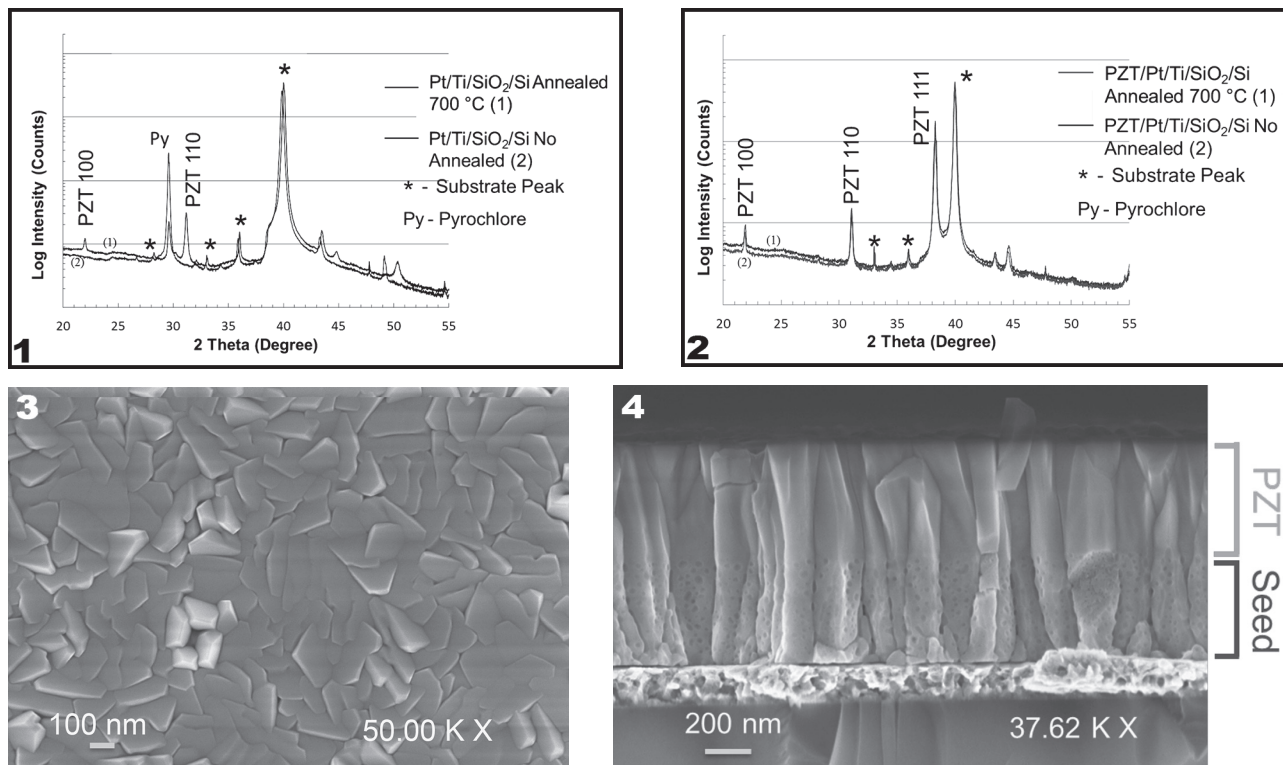 Log Intensity (Counts)
PZT 100
(1)
(2)
*
Py
PZT 110
*
*
*
Pt/Ti/SiO₂/Si Annealed
700 °C (1)
Pt/Ti/SiO₂/Si No
Annealed (2)
* - Substrate Peak
Py - Pyrochlore
20 25 30 35 40 45 50 55
2 Theta (Degree)
1
Log Intensity (Counts)
PZT 100
(1)
(2)
PZT 110
*
*
PZT 111
*
PZT/Pt/Ti/SiO₂/Si
Annealed 700 °C (1)
PZT/Pt/Ti/SiO₂/Si No
Annealed (2)
* - Substrate Peak
Py - Pyrochlore
20 25 30 35 40 45 50 55
2 Theta (Degree)
2
3
100 nm
50.00 K X
4
200 nm
37.62 K X
PZT
Seed